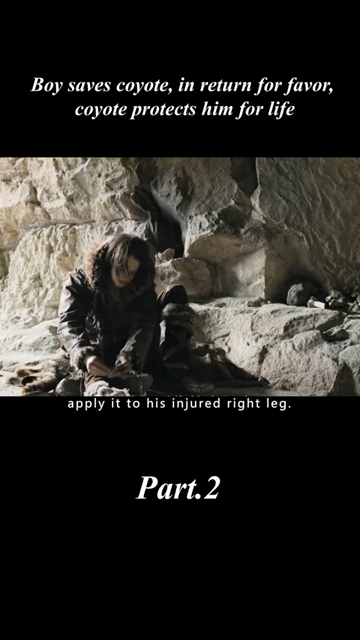 Boy saves coyote, in return for favor,
coyote protects him for life
apply it to his injured right leg.
Part.2